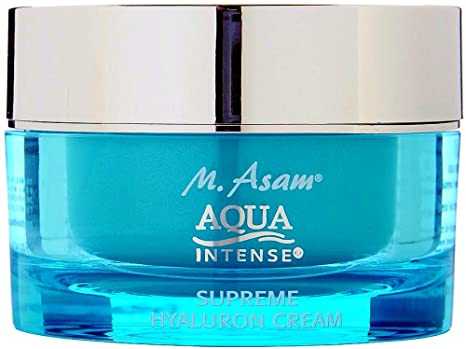 M. Asam®
AQUA
INTENSE®
SUPREME
HYALURON CREAM